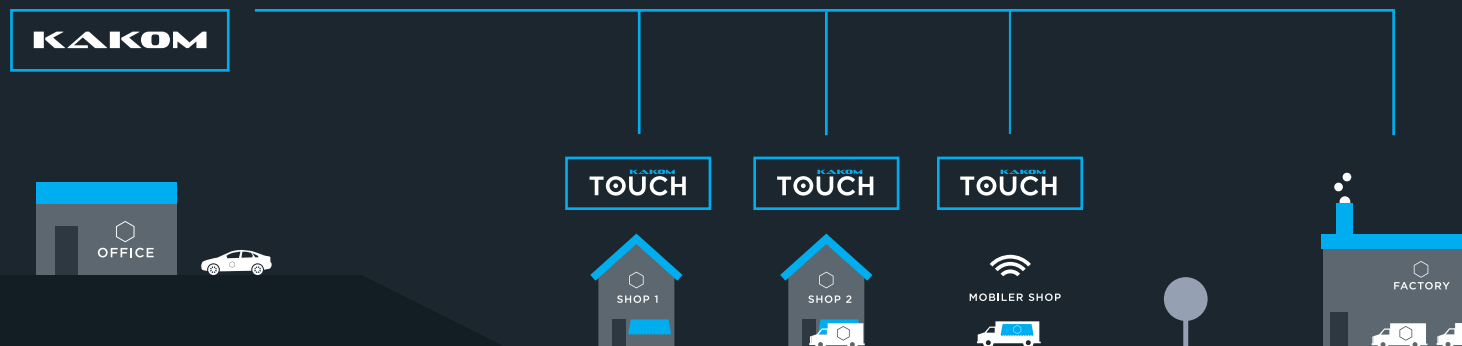 KAKOM
KAKOM
TOUCH
KAKOM
TOUCH
KAKOM
TOUCH
OFFICE
SHOP 1
SHOP 2
MOBILER SHOP
FACTORY